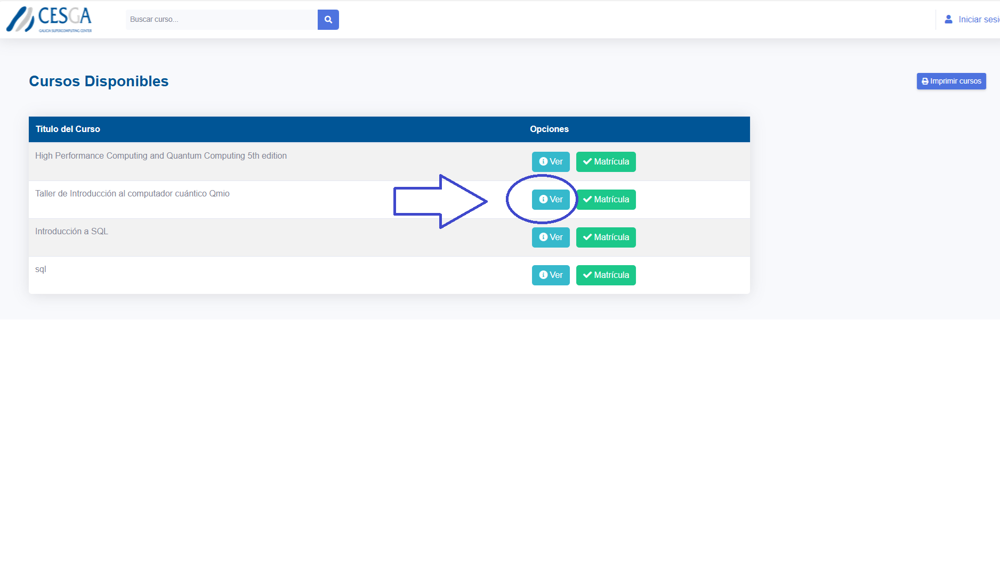 CESGA
GALICIA SUPERCOMPUTING CENTER
Buscar curso...
Iniciar sesi
Cursos Disponibles
Imprimir cursos
Título del Curso Opciones
High Performance Computing and Quantum Computing 5th edition Ver Matrícula
Taller de Introducción al computador cuántico Qmio Ver Matrícula
Introducción a SQL Ver Matrícula
sql Ver Matrícula